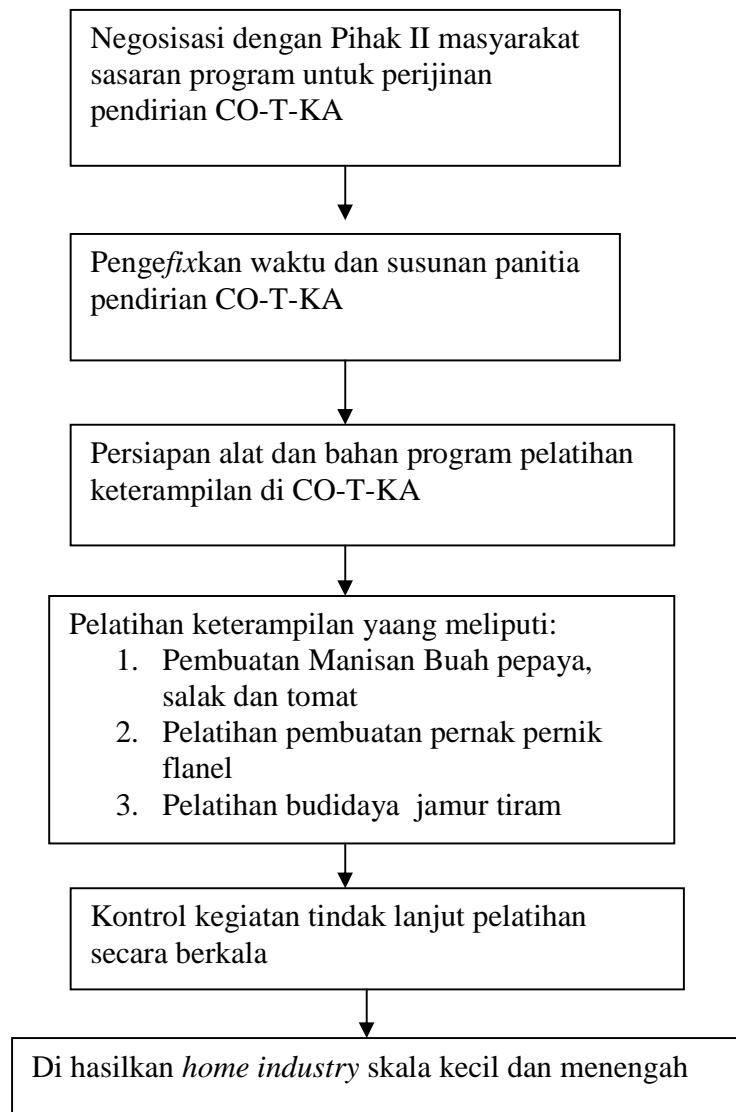 Negosisasi dengan Pihak II masyarakat
sasaran program untuk perijinan
pendirian CO-T-KA
Pengefixkan waktu dan susunan panitia
pendirian CO-T-KA
Persiapan alat dan bahan program pelatihan
keterampilan di CO-T-KA
Pelatihan keterampilan yaang meliputi:
1. Pembuatan Manisan Buah pepaya,
salak dan tomat
2. Pelatihan pembuatan pernak pernik
flanel
3. Pelatihan budidaya jamur tiram
Kontrol kegiatan tindak lanjut pelatihan
secara berkala
Di hasilkan home industry skala kecil dan menengah